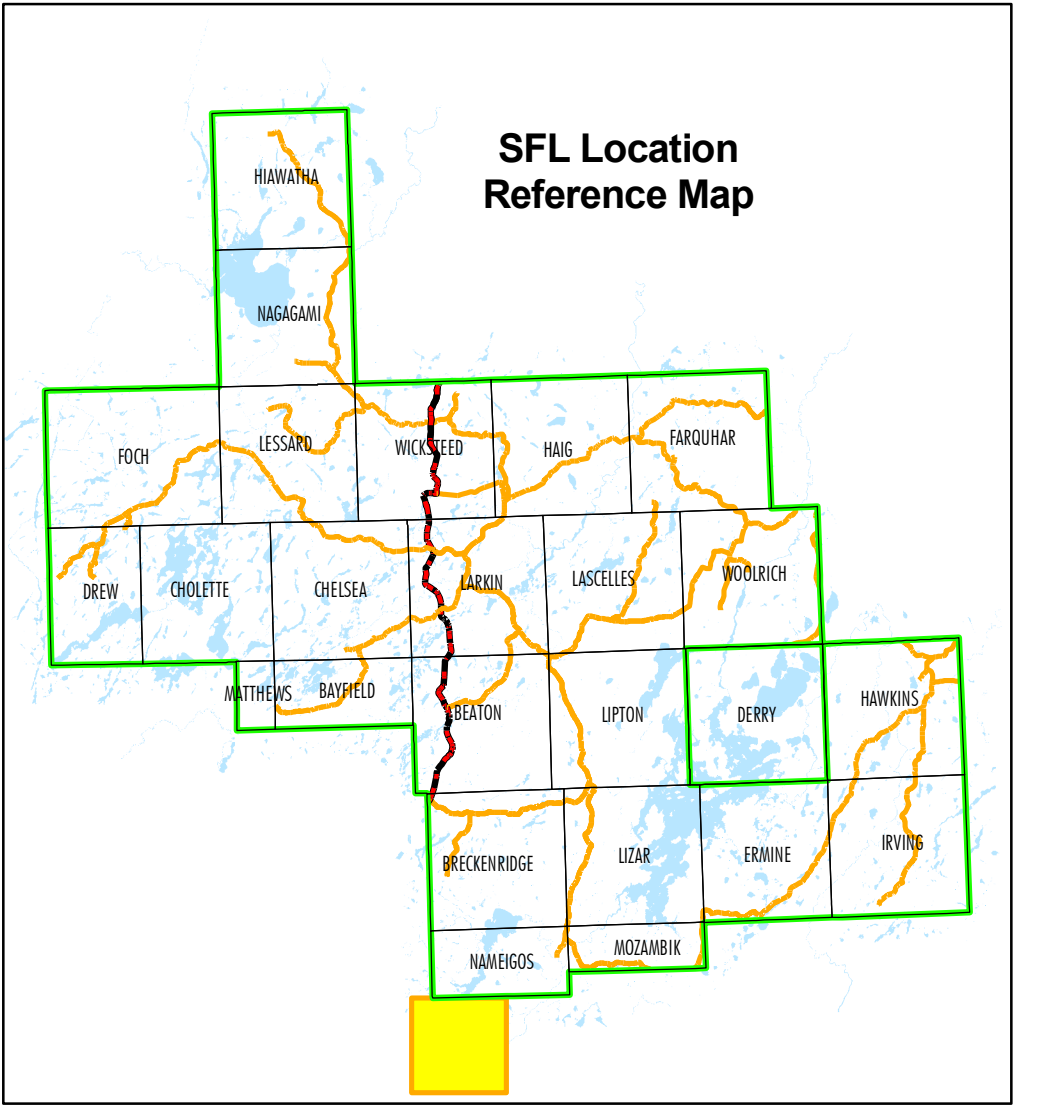 SFL Location
Reference Map
HIAWATHA
NAGAGAMI
FOCH
LESSARD
WICKSTEED
HAIG
FARQUHAR
DREW
CHOLETTE
CHELSEA
LARKIN
LASCELLES
WOOLRICH
MATTHEWS
BAYFIELD
BEATON
LIPTON
DERRY
HAWKINS
BRECKENRIDGE
LIZAR
ERMINE
IRVING
NAMEIGOS
MOZAMBIK